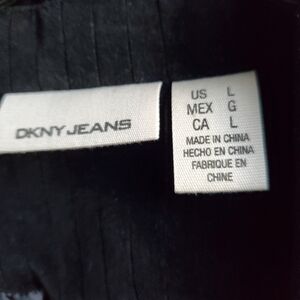 DKNY JEANS
US L
MEX G
CA L
MADE IN CHINA
HECHO EN CHINA
FABRIQUE EN
CHINE